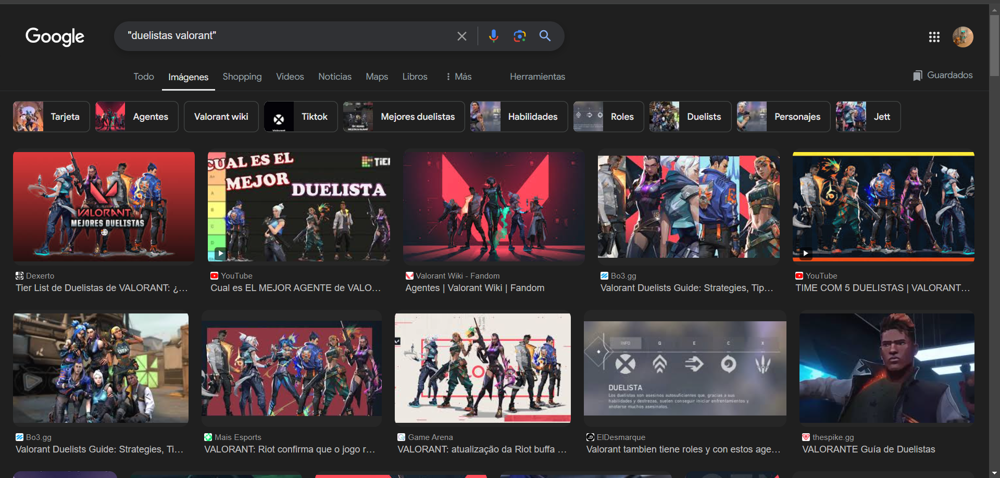 Google
"duelistas valorant"
Todo
Imágenes
Shopping
Videos
Noticias
Maps
Libros
Más
Herramientas
Guardados
Tarjeta
Agentes
Valorant wiki
Tiktok
Mejores duelistas
Habilidades
Roles
Duelists
Personajes
Jett
VALORANT
MEJORES DUELISTAS
CUAL ES EL
MEJOR
DUELISTA
A
B
C
D
Dexerto
Tier List de Duelistas de VALORANT: ¿...
YouTube
Cual es EL MEJOR AGENTE de VALO...
Valorant Wiki - Fandom
Agentes | Valorant Wiki | Fandom
Bo3.gg
Valorant Duelists Guide: Strategies, Tip...
YouTube
TIME COM 5 DUELISTAS | VALORANT...
INFO Q E C X
DUELISTA
Los duelistas son asesinos autosuficientes que, gracias a sus
habilidades y destrezas, suelen conseguir iniciar enfrentamientos y
anotarse muchos asesinatos.
Bo3.gg
Valorant Duelists Guide: Strategies, Ti...
Mais Esports
VALORANT: Riot confirma que o jogo r...
Game Arena
VALORANT: atualização da Riot buffa ...
ElDesmarque
Valorant tambien tiene roles y con estos age...
thespike.gg
VALORANTE Guía de Duelistas